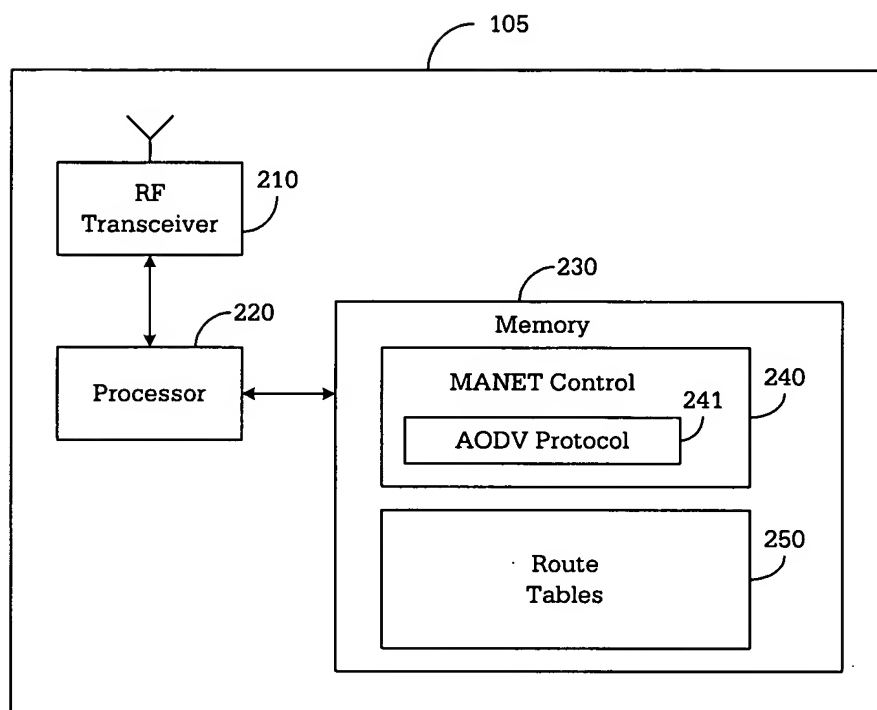 105
RF
Transceiver
210
230
220
Memory
Processor
MANET Control
240
241
AODV Protocol
250
Route
Tables